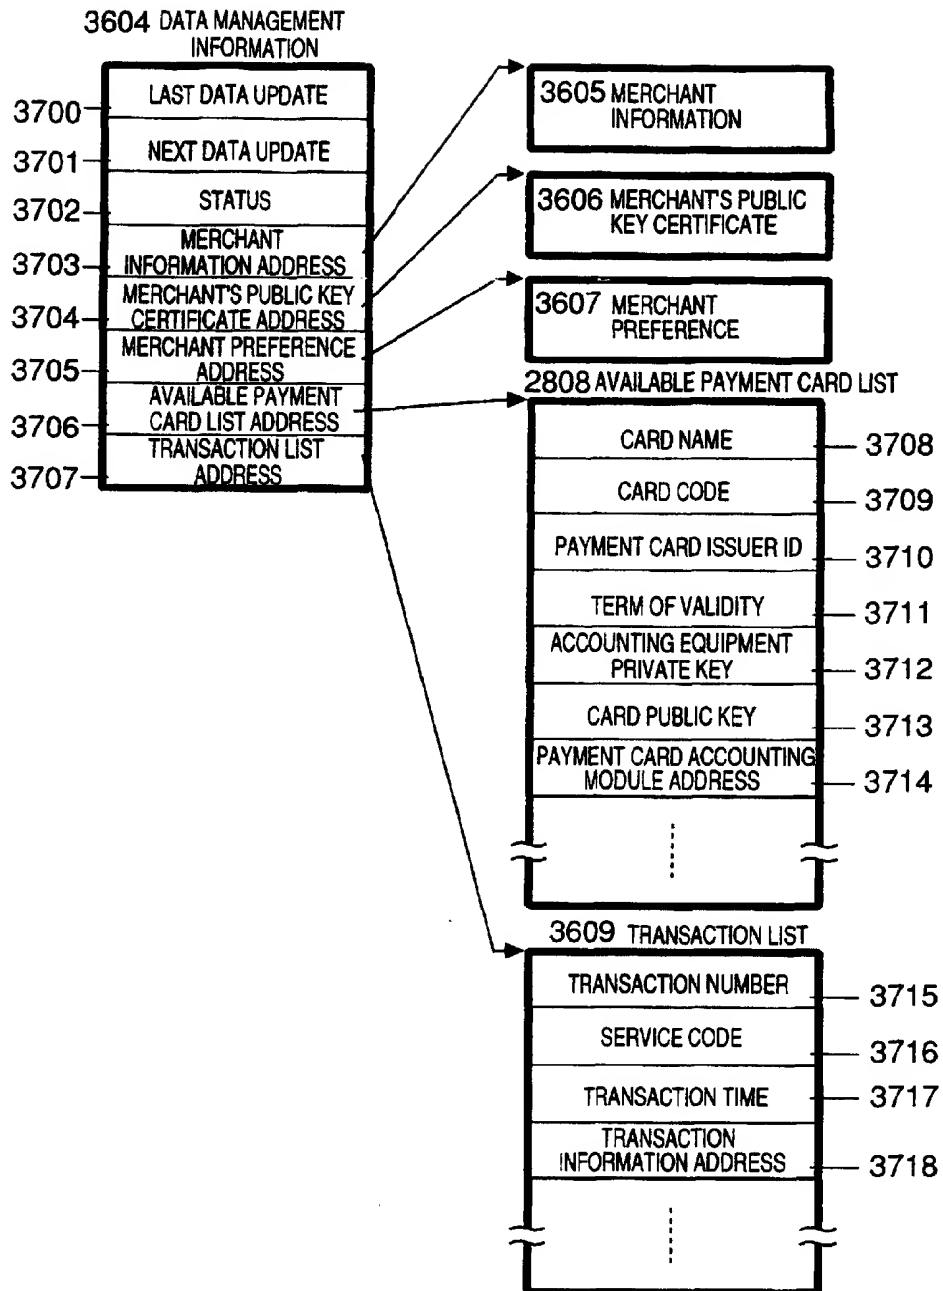 3604 DATA MANAGEMENT
INFORMATION
3700 LAST DATA UPDATE
3701 NEXT DATA UPDATE
3702 STATUS
MERCHANT
3703 INFORMATION ADDRESS
MERCHANT'S PUBLIC KEY
3704 CERTIFICATE ADDRESS
MERCHANT PREFERENCE
3705 ADDRESS
AVAILABLE PAYMENT
3706 CARD LIST ADDRESS
TRANSACTION LIST
3707 ADDRESS
3605 MERCHANT
INFORMATION
3606 MERCHANT'S PUBLIC
KEY CERTIFICATE
3607 MERCHANT
PREFERENCE
2808 AVAILABLE PAYMENT CARD LIST
CARD NAME 3708
CARD CODE 3709
PAYMENT CARD ISSUER ID 3710
TERM OF VALIDITY 3711
ACCOUNTING EQUIPMENT
PRIVATE KEY 3712
CARD PUBLIC KEY 3713
PAYMENT CARD ACCOUNTING
MODULE ADDRESS 3714
3609 TRANSACTION LIST
TRANSACTION NUMBER 3715
SERVICE CODE 3716
TRANSACTION TIME 3717
TRANSACTION
INFORMATION ADDRESS 3718